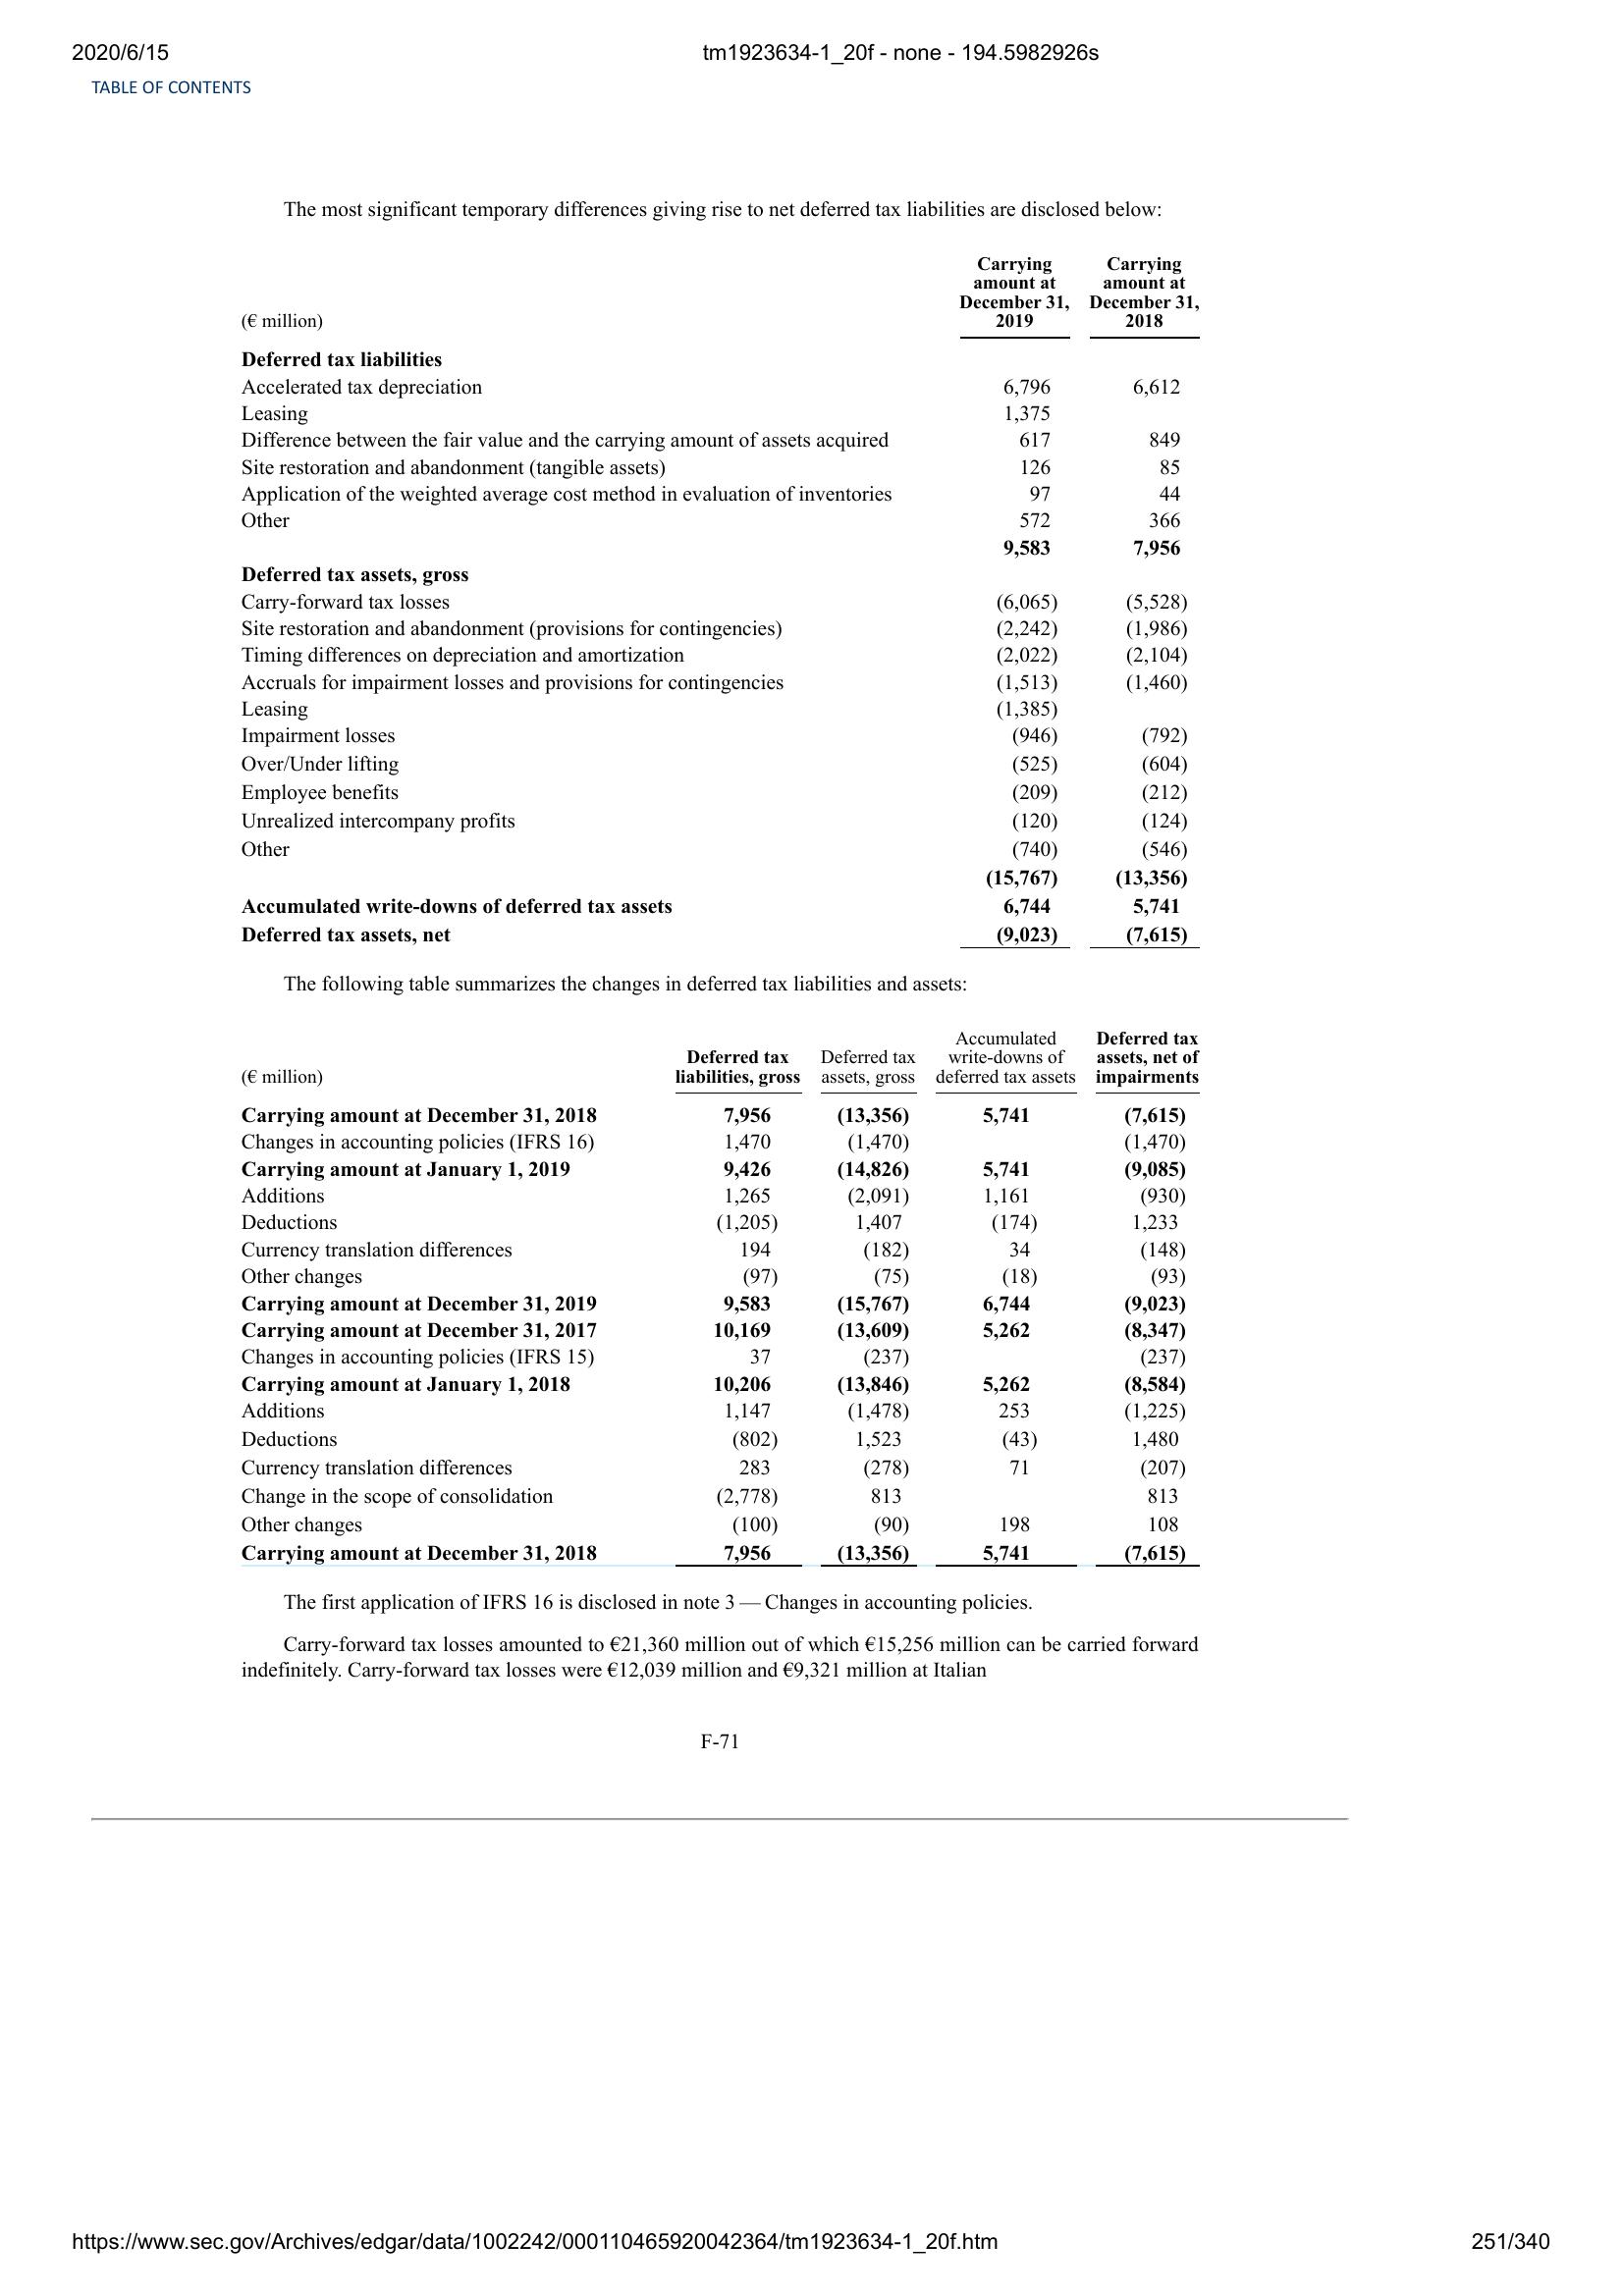 2020/6/15 tm1923634-1_20f - none - 194.5982926s
TABLE OF CONTENTS
The most significant temporary differences giving rise to net deferred tax liabilities are disclosed below:
(€ million) Carrying amount at December 31, 2019 Carrying amount at December 31, 2018
Deferred tax liabilities
Accelerated tax depreciation 6,796 6,612
Leasing 1,375
Difference between the fair value and the carrying amount of assets acquired 617 849
Site restoration and abandonment (tangible assets) 126 85
Application of the weighted average cost method in evaluation of inventories 97 44
Other 572 366
9,583 7,956
Deferred tax assets, gross
Carry-forward tax losses (6,065) (5,528)
Site restoration and abandonment (provisions for contingencies) (2,242) (1,986)
Timing differences on depreciation and amortization (2,022) (2,104)
Accruals for impairment losses and provisions for contingencies (1,513) (1,460)
Leasing (1,385)
Impairment losses (946) (792)
Over/Under lifting (525) (604)
Employee benefits (209) (212)
Unrealized intercompany profits (120) (124)
Other (740) (546)
(15,767) (13,356)
Accumulated write-downs of deferred tax assets 6,744 5,741
Deferred tax assets, net (9,023) (7,615)
The following table summarizes the changes in deferred tax liabilities and assets:
(€ million) Deferred tax liabilities, gross Deferred tax assets, gross Accumulated write-downs of deferred tax assets Deferred tax assets, net of impairments
Carrying amount at December 31, 2018 7,956 (13,356) 5,741 (7,615)
Changes in accounting policies (IFRS 16) 1,470 (1,470) (1,470)
Carrying amount at January 1, 2019 9,426 (14,826) 5,741 (9,085)
Additions 1,265 (2,091) 1,161 (930)
Deductions (1,205) 1,407 (174) 1,233
Currency translation differences 194 (182) 34 (148)
Other changes (97) (75) (18) (93)
Carrying amount at December 31, 2019 9,583 (15,767) 6,744 (9,023)
Carrying amount at December 31, 2017 10,169 (13,609) 5,262 (8,347)
Changes in accounting policies (IFRS 15) 37 (237) (237)
Carrying amount at January 1, 2018 10,206 (13,846) 5,262 (8,584)
Additions 1,147 (1,478) 253 (1,225)
Deductions (802) 1,523 (43) 1,480
Currency translation differences 283 (278) 71 (207)
Change in the scope of consolidation (2,778) 813 813
Other changes (100) (90) 198 108
Carrying amount at December 31, 2018 7,956 (13,356) 5,741 (7,615)
The first application of IFRS 16 is disclosed in note 3 — Changes in accounting policies.
Carry-forward tax losses amounted to €21,360 million out of which €15,256 million can be carried forward
indefinitely. Carry-forward tax losses were €12,039 million and €9,321 million at Italian
F-71
https://www.sec.gov/Archives/edgar/data/1002242/000110465920042364/tm1923634-1_20f.htm 251/340